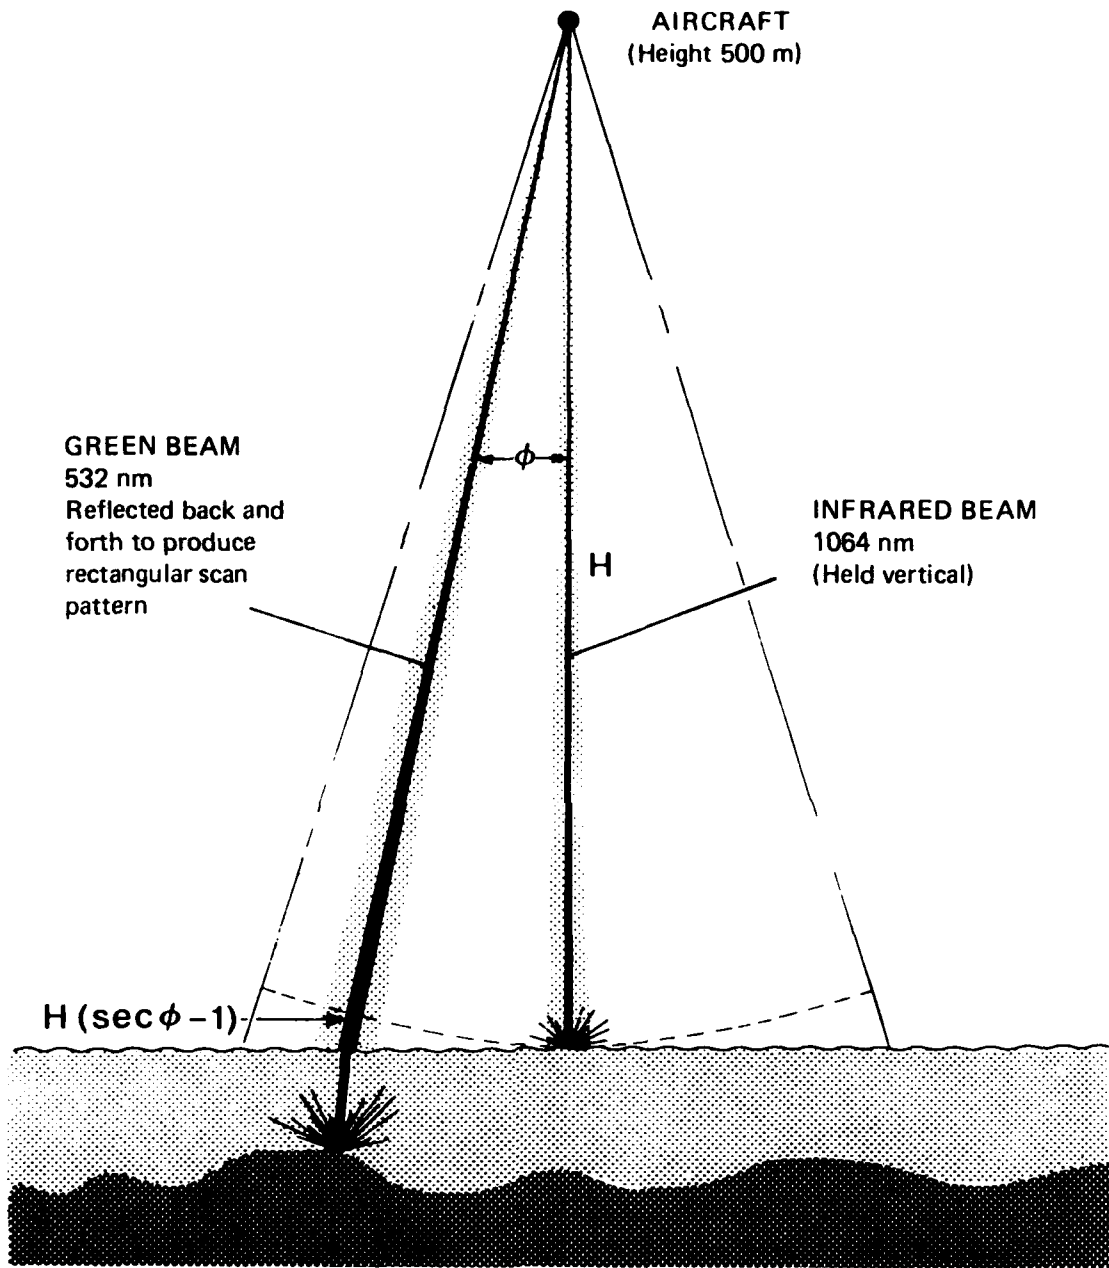 AIRCRAFT
(Height 500 m)
GREEN BEAM
532 nm
Reflected back and
forth to produce
rectangular scan
pattern
ϕ
H
INFRARED BEAM
1064 nm
(Held vertical)
H (sec ϕ – 1)